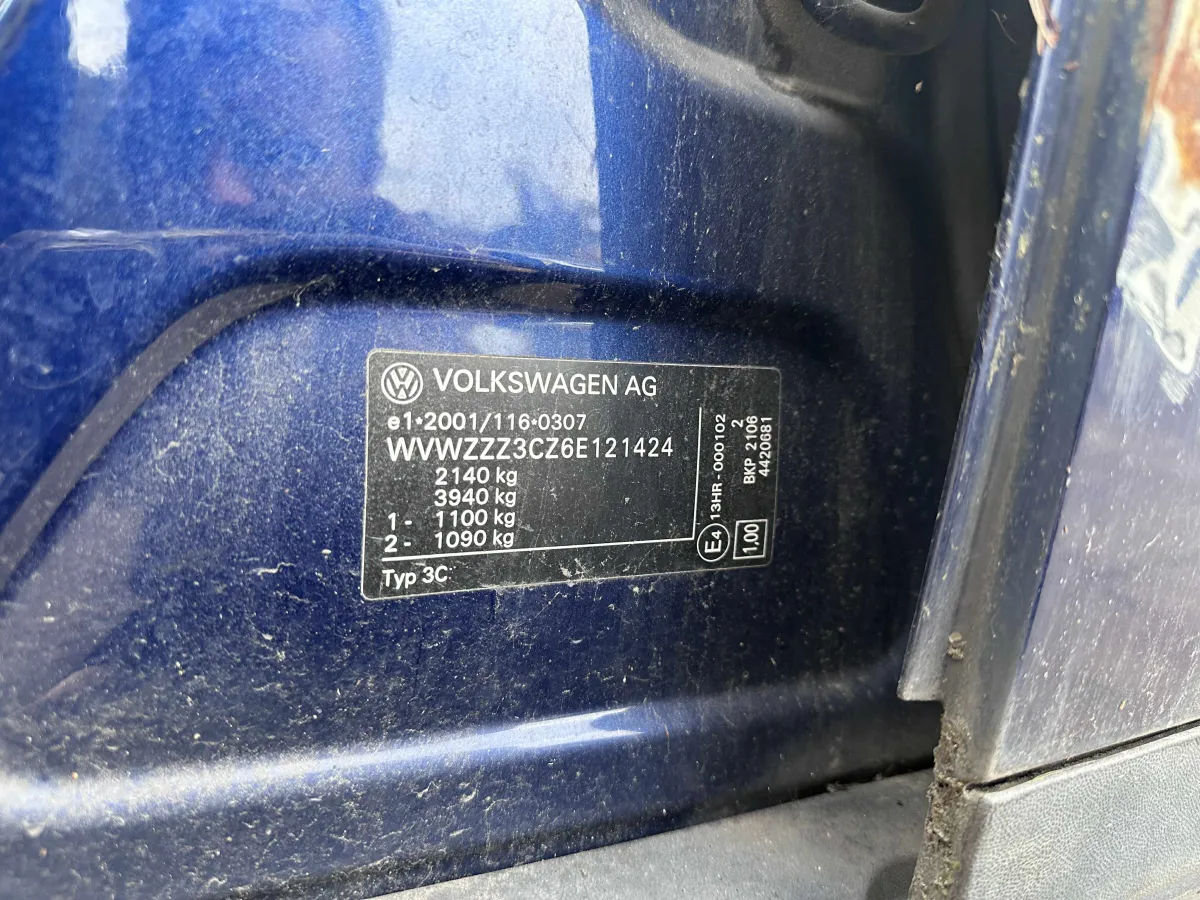 VOLKSWAGEN AG
e1*2001/116*0307
WVWZZZ3CZ6E121424
2140 kg
3940 kg
1- 1100 kg
2- 1090 kg
Typ 3C
E4 13HR-000102
2
BKP 2106
4420681
1,00